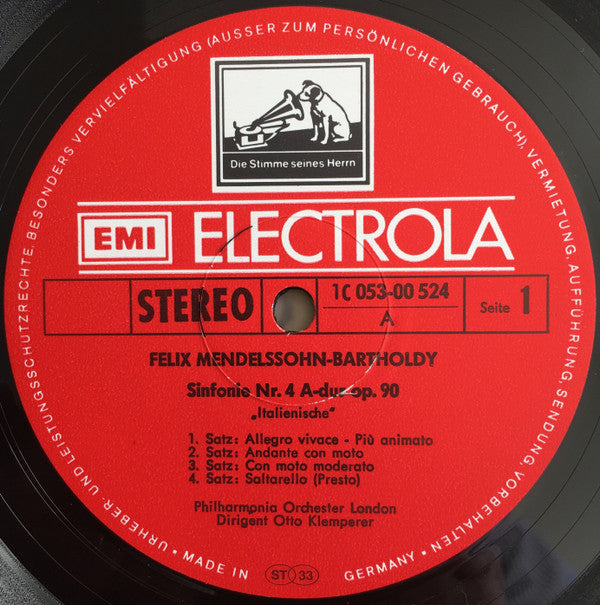 URHEBER- UND LEISTUNGSSCHUTZRECHTE, BESONDERS VERVIELFÄLTIGUNG (AUSSER ZUM PERSÖNLICHEN GEBRAUCH), VERMIETUNG, AUFFÜHRUNG, SENDUNG, VORBEHALTEN
Die Stimme seines Herrn
EMI ELECTROLA
STEREO
1C 053-00 524
A
Seite 1
FELIX MENDELSSOHN-BARTHOLDY
Sinfonie Nr. 4 A-dur op. 90
„Italienische“
1. Satz: Allegro vivace - Più animato
2. Satz: Andante con moto
3. Satz: Con moto moderato
4. Satz: Saltarello (Presto)
Philharmonia Orchester London
Dirigent Otto Klemperer
• MADE IN ST 33 GERMANY •